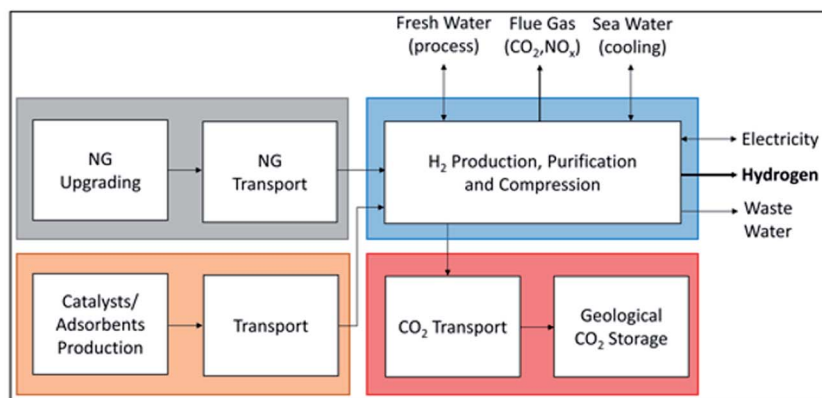 Fresh Water
(process)
Flue Gas
(CO₂,NOₓ)
Sea Water
(cooling)
NG
Upgrading
NG
Transport
H₂ Production, Purification
and Compression
Electricity
Hydrogen
Waste
Water
Catalysts/
Adsorbents
Production
Transport
CO₂ Transport
Geological
CO₂ Storage